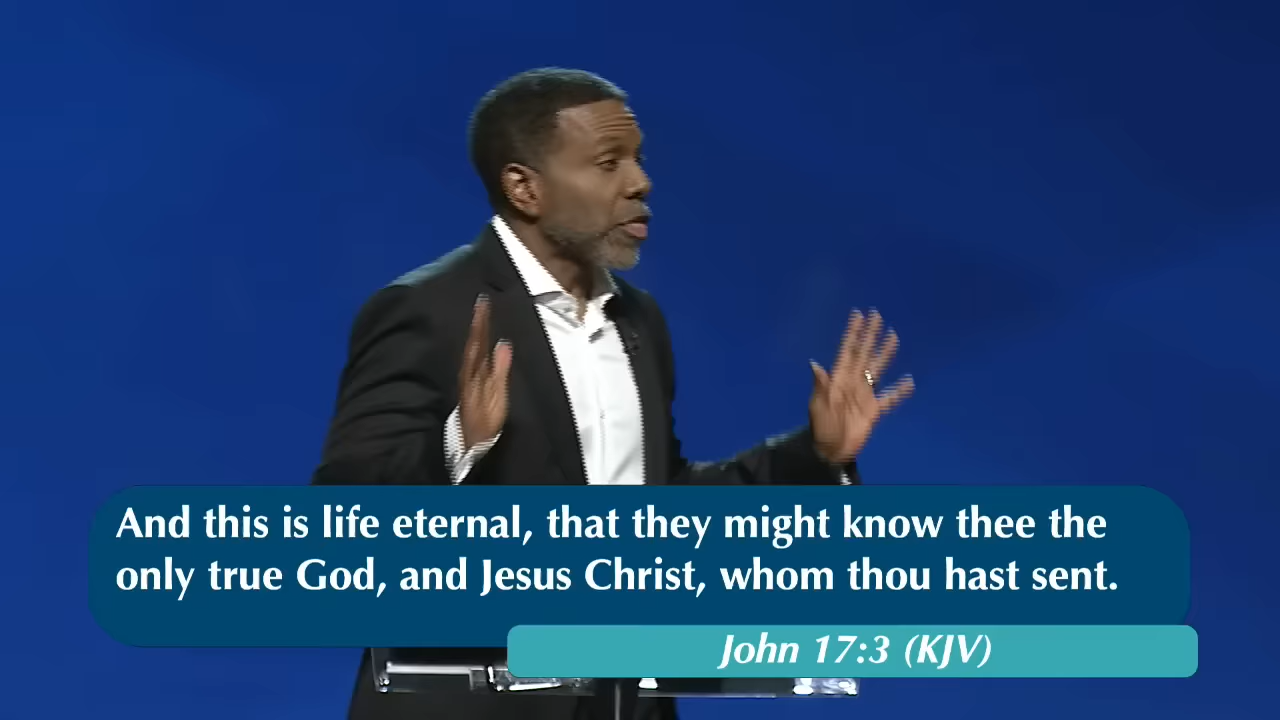 And this is life eternal, that they might know thee the
only true God, and Jesus Christ, whom thou hast sent.
John 17:3 (KJV)